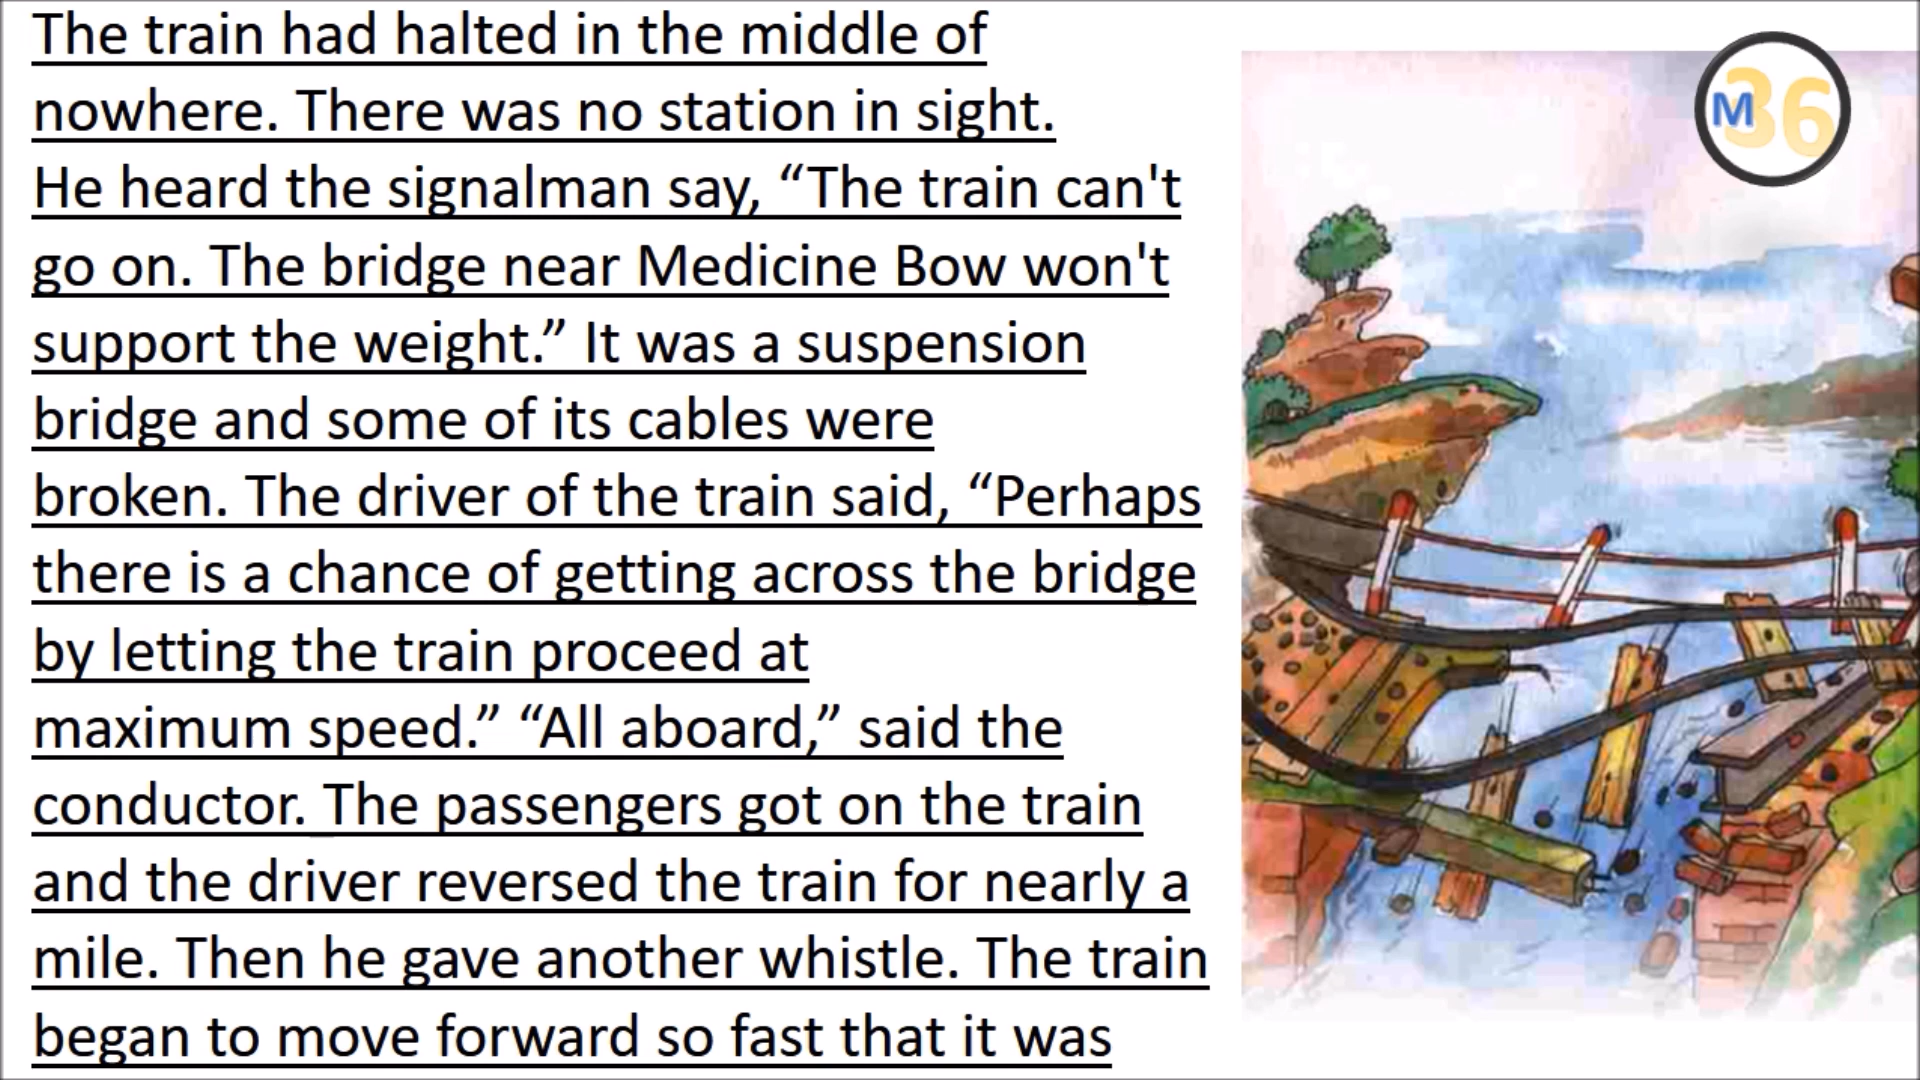 The train had halted in the middle of
nowhere. There was no station in sight.
He heard the signalman say, “The train can't
go on. The bridge near Medicine Bow won't
support the weight.” It was a suspension
bridge and some of its cables were
broken. The driver of the train said, “Perhaps
there is a chance of getting across the bridge
by letting the train proceed at
maximum speed.” “All aboard,” said the
conductor. The passengers got on the train
and the driver reversed the train for nearly a
mile. Then he gave another whistle. The train
began to move forward so fast that it was
M36